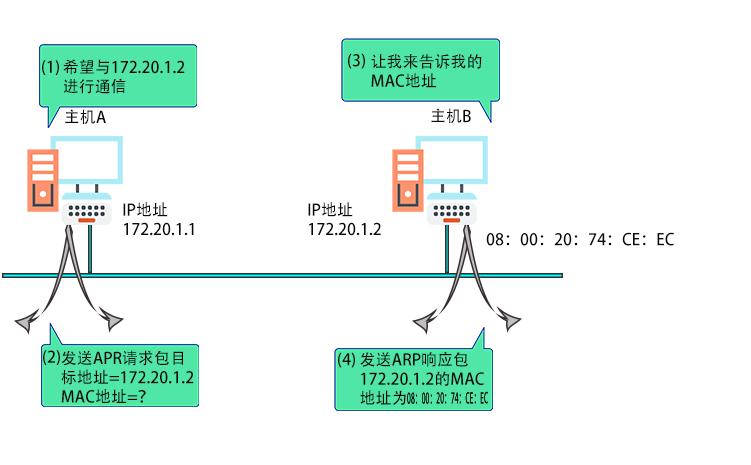 (1) 希望与172.20.1.2
进行通信
(3) 让我来告诉我的
MAC地址
主机A
主机B
IP地址
172.20.1.1
IP地址
172.20.1.2
08：00：20：74：CE：EC
(2)发送APR请求包目
标地址=172.20.1.2
MAC地址=？
(4) 发送ARP响应包
172.20.1.2的MAC
地址为08：00：20：74：CE：EC